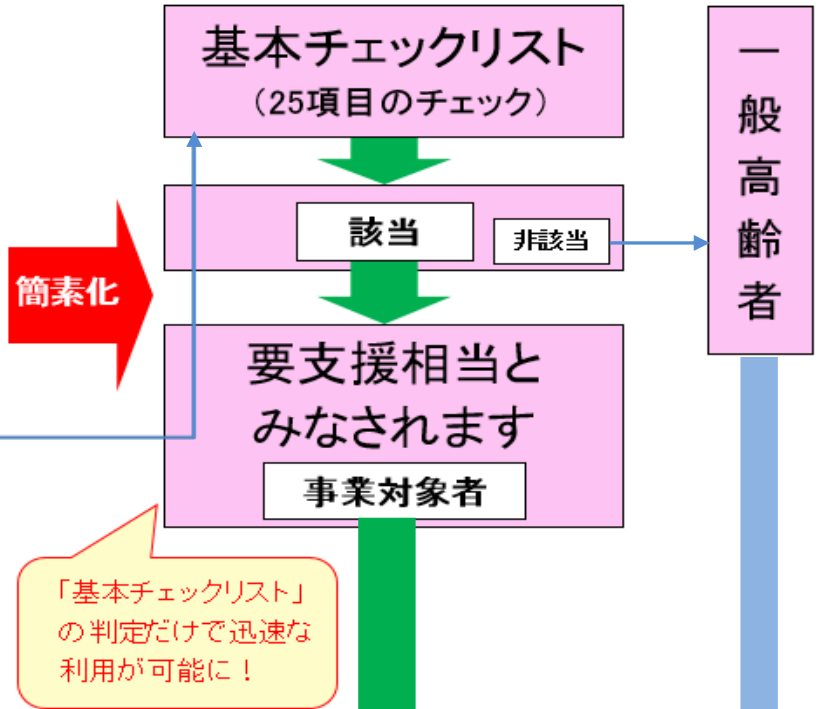 基本チェックリスト
（25項目のチェック）
一般高齢者
該当
非該当
簡素化
要支援相当と
みなされます
事業対象者
「基本チェックリスト」
の判定だけで迅速な
利用が可能に！